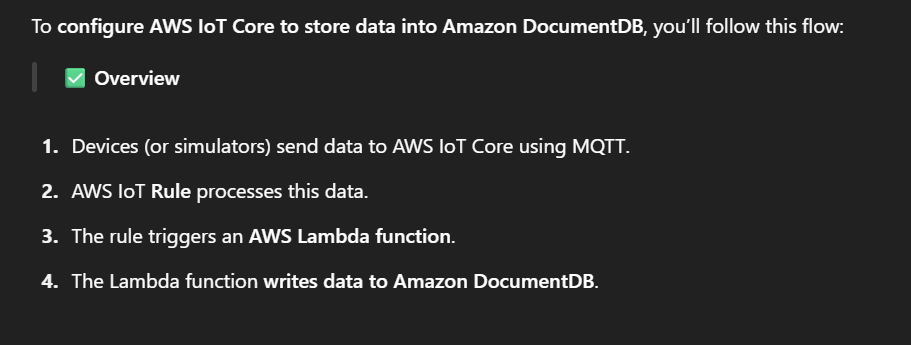 To configure AWS IoT Core to store data into Amazon DocumentDB, you’ll follow this flow:
✅ Overview
1. Devices (or simulators) send data to AWS IoT Core using MQTT.
2. AWS IoT Rule processes this data.
3. The rule triggers an AWS Lambda function.
4. The Lambda function writes data to Amazon DocumentDB.